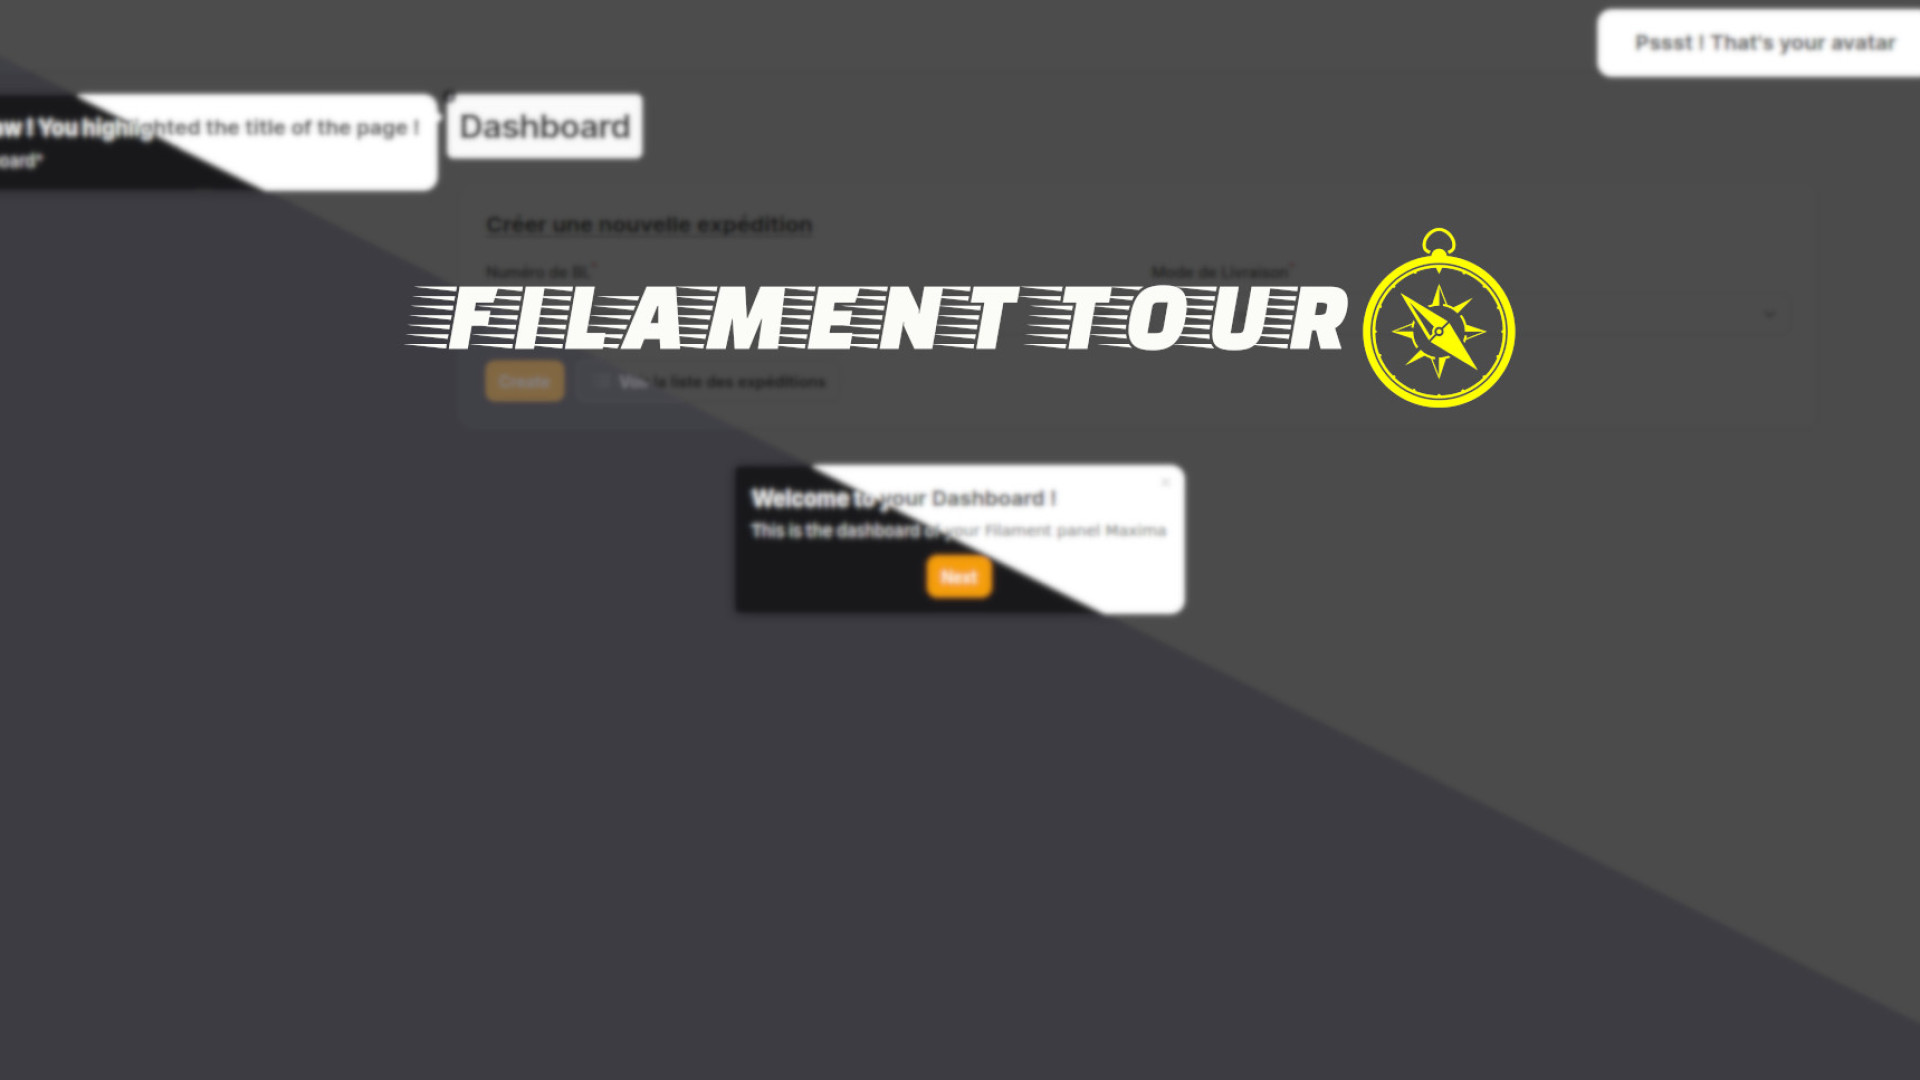 Pssst ! That's your avatar
You highlighted the title of the page !
Dashboard
Créer une nouvelle expédition
Numéro de BL*
Mode de Livraison*
FILAMENT TOUR
Create
Voir la liste des expéditions
Welcome to your Dashboard !
This is the dashboard of your Filament panel Maxima
Next